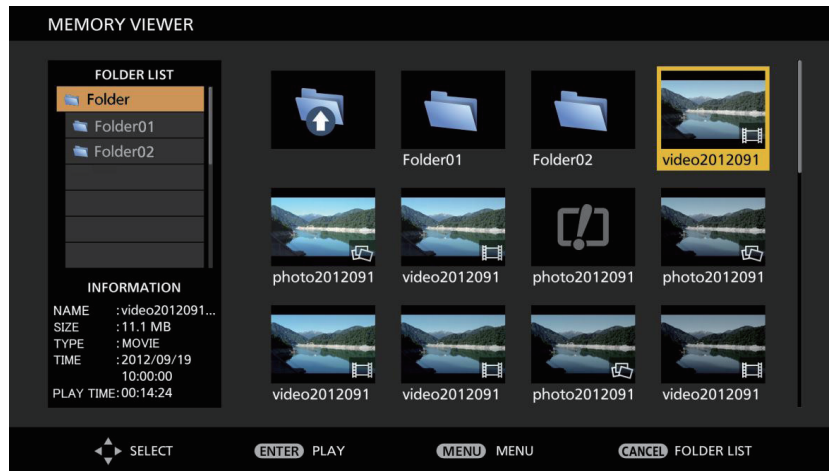 MEMORY VIEWER
FOLDER LIST
Folder
Folder01
Folder02
INFORMATION
NAME :video2012091...
SIZE :11.1 MB
TYPE :MOVIE
TIME :2012/09/19
10:00:00
PLAY TIME:00:14:24
Folder01 Folder02 video2012091
photo2012091 video2012091 photo2012091 photo2012091
video2012091 video2012091 photo2012091 video2012091
SELECT ENTER PLAY MENU MENU CANCEL FOLDER LIST